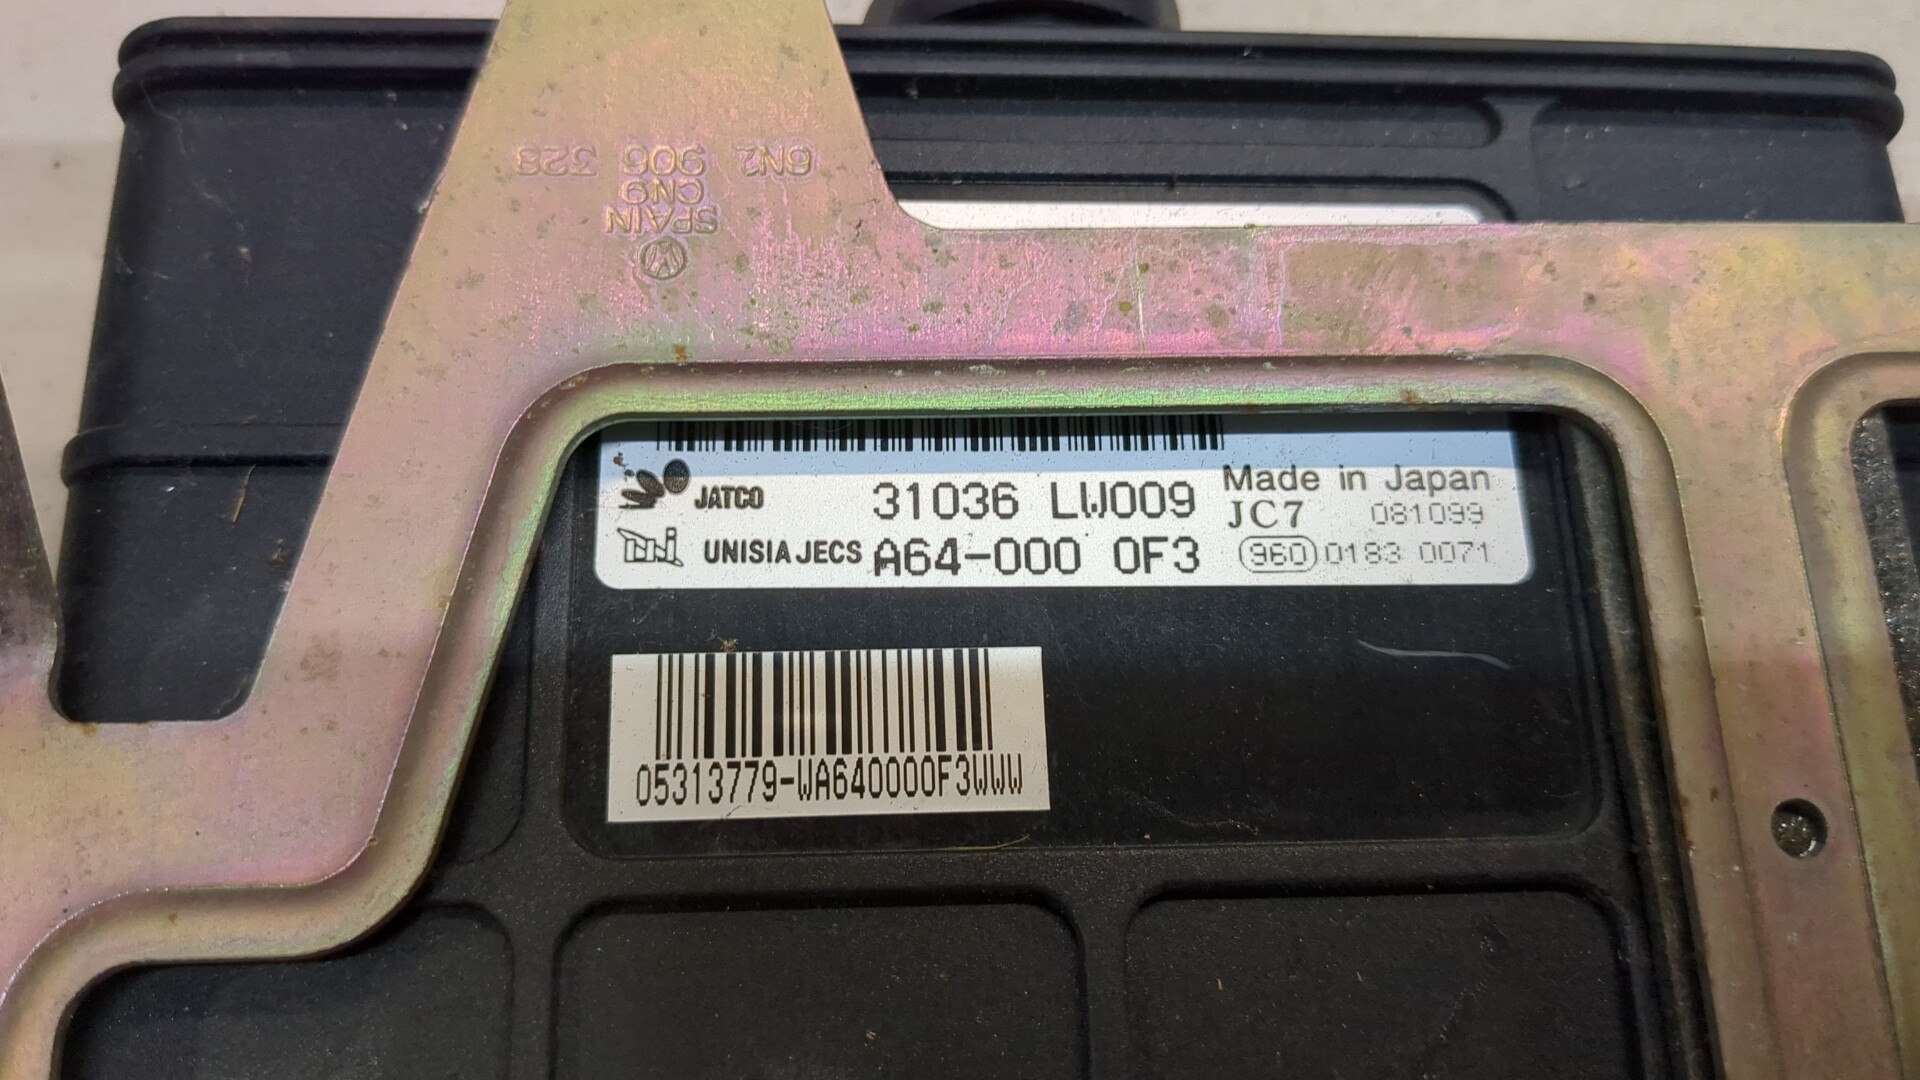 6N2 906 328
CN9
SPAIN
JATCO 31036 LW009 Made in Japan
JC7 081099
UNISIA JECS A64-000 0F3 960 0183 0071
05313779-WA640000F3WWW